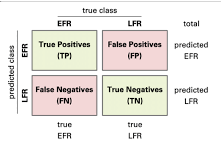 true class
EFR LFR total
predicted class
EFR
True Positives
(TP)
False Positives
(FP)
predicted
EFR
LFR
False Negatives
(FN)
True Negatives
(TN)
predicted
LFR
true
EFR
true
LFR